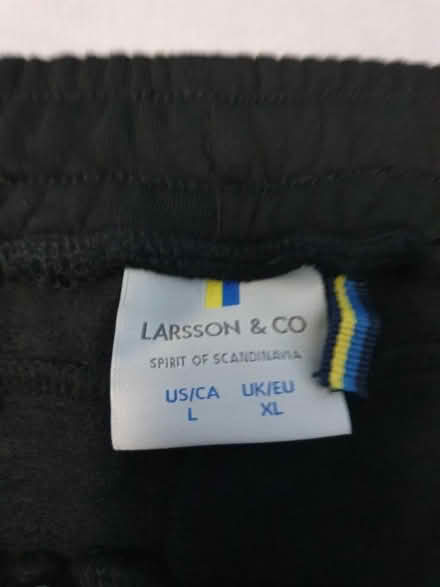 LARSSON & CO
SPIRIT OF SCANDINAVIA
US/CA UK/EU
L XL